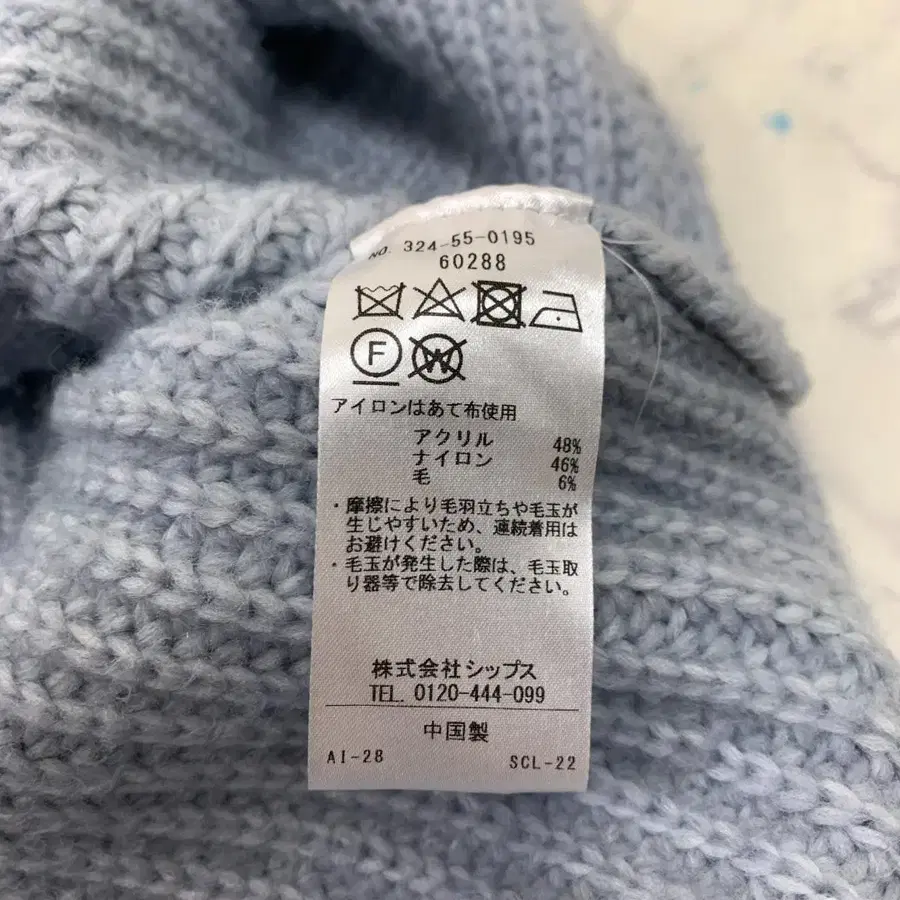 NO. 324-55-0195
60288
F W
アイロンはあて布使用
アクリル 48%
ナイロン 46%
毛 6%
・摩擦により毛羽立ちや毛玉が
生じやすいため、連続着用は
お避けください。
・毛玉が発生した際は、毛玉取
り器等で除去してください。
株式会社シップス
TEL. 0120-444-099
中国製
AI-28 SCL-22